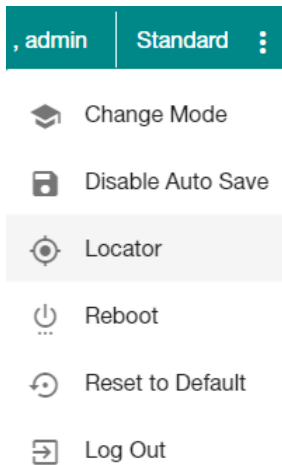 , admin Standard
Change Mode
Disable Auto Save
Locator
Reboot
Reset to Default
Log Out